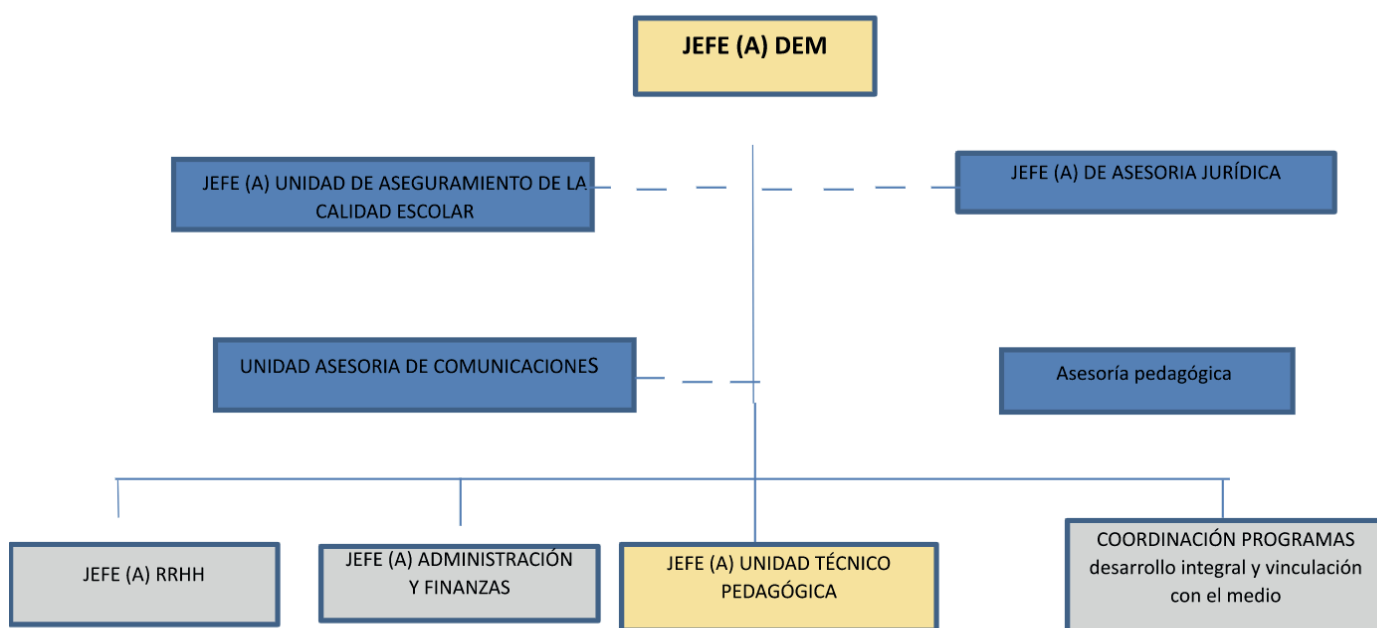 JEFE (A) DEM
JEFE (A) UNIDAD DE ASEGURAMIENTO DE LA
CALIDAD ESCOLAR
JEFE (A) DE ASESORIA JURÍDICA
UNIDAD ASESORIA DE COMUNICACIONES
Asesoría pedagógica
JEFE (A) RRHH
JEFE (A) ADMINISTRACIÓN
Y FINANZAS
JEFE (A) UNIDAD TÉCNICO
PEDAGÓGICA
COORDINACIÓN PROGRAMAS
desarrollo integral y vinculación
con el medio